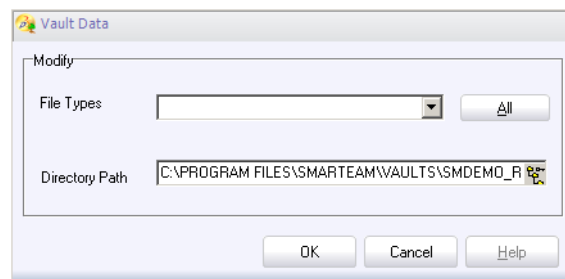 Vault Data
Modify
File Types
All
Directory Path
C:\PROGRAM FILES\SMARTEAM\VAULTS\SMDEMO_R
OK
Cancel
Help